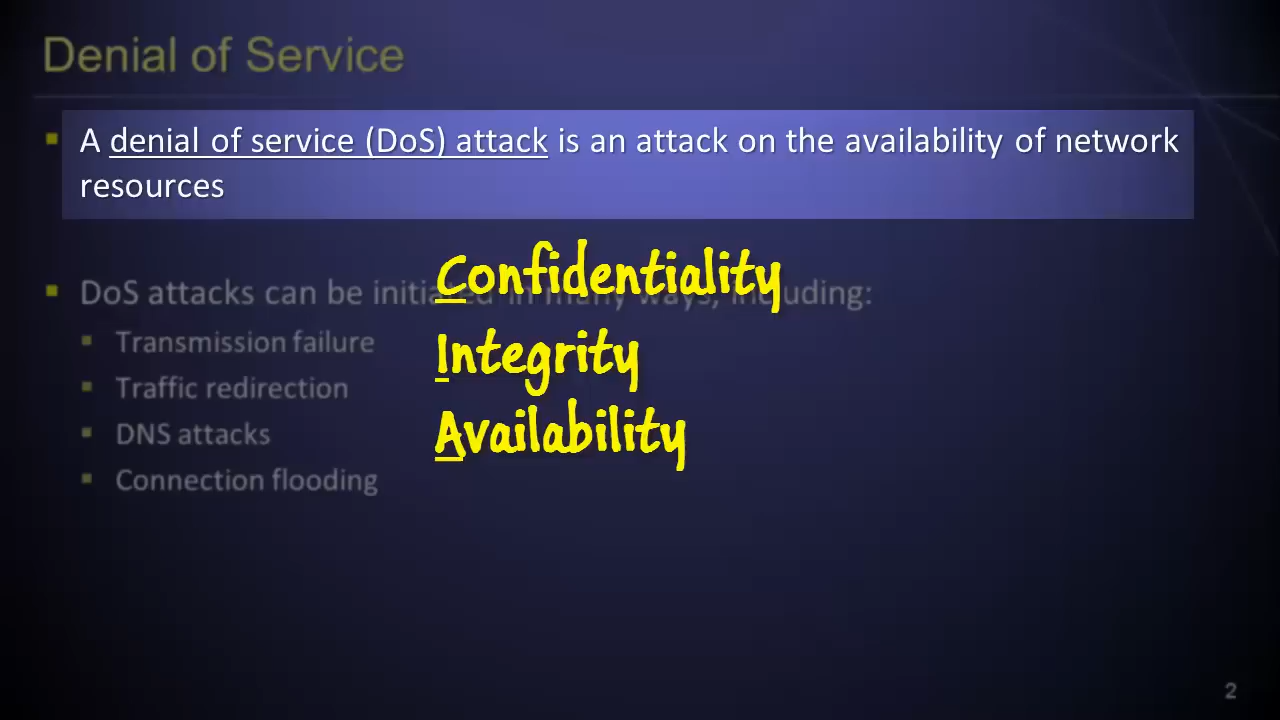 Denial of Service
A denial of service (DoS) attack is an attack on the availability of network
resources
Confidentiality
DoS attacks can be initiated in many ways, including:
Integrity
Transmission failure
Traffic redirection
Availability
DNS attacks
Connection flooding
2